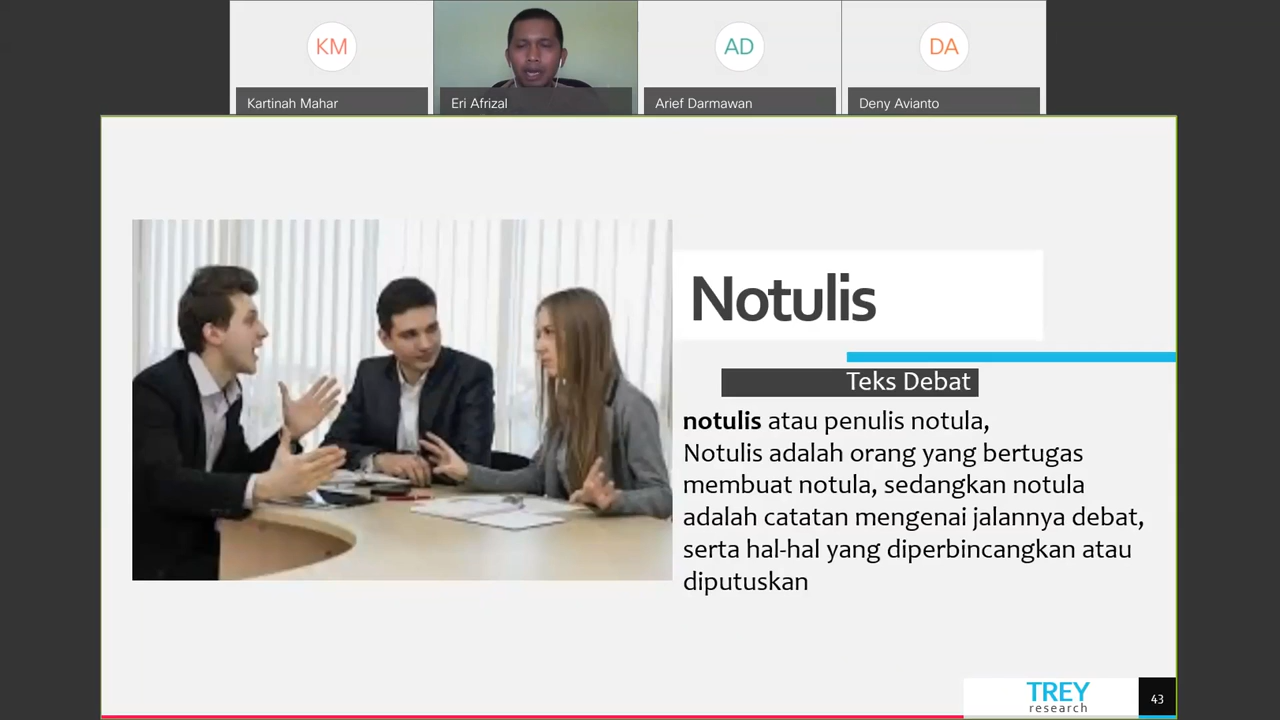 KM
AD
DA
Kartinah Mahar
Eri Afrizal
Arief Darmawan
Deny Avianto
Notulis
Teks Debat
notulis atau penulis notula,
Notulis adalah orang yang bertugas
membuat notula, sedangkan notula
adalah catatan mengenai jalannya debat,
serta hal-hal yang diperbincangkan atau
diputuskan
TREY
research
43